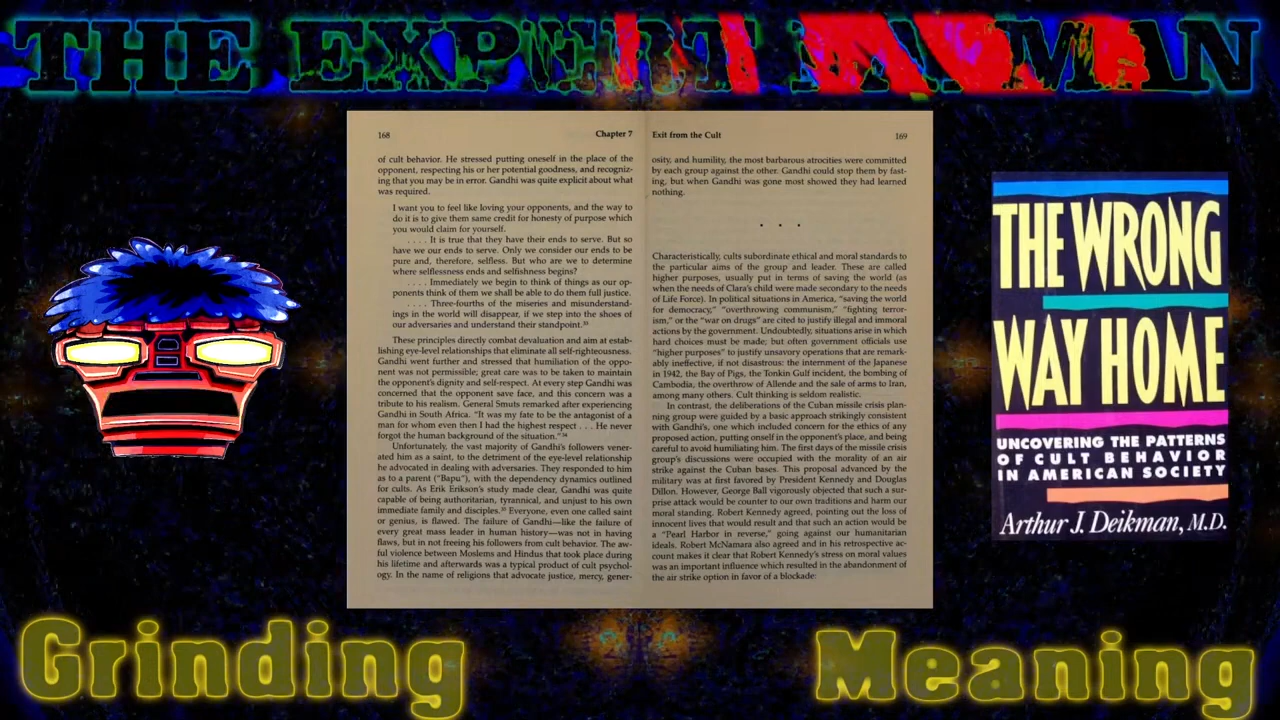 THE EXPERT LAYMAN
168 Chapter 7
of cult behavior. He stressed putting oneself in the place of the
opponent, respecting his or her potential goodness, and recogniz-
ing that you may be in error. Gandhi was quite explicit about what
was required.
I want you to feel like loving your opponents, and the way to
do it is to give them same credit for honesty of purpose which
you would claim for yourself.
. . . . It is true that they have their ends to serve. But so
have we our ends to serve. Only we consider our ends to be
pure and, therefore, selfless. But who are we to determine
where selflessness ends and selfishness begins?
. . . . Immediately we begin to think of things as our op-
ponents think of them we shall be able to do them full justice.
. . . . Three-fourths of the miseries and misunderstand-
ings in the world will disappear, if we step into the shoes of
our adversaries and understand their standpoint.³³
These principles directly combat devaluation and aim at estab-
lishing eye-level relationships that eliminate all self-righteousness.
Gandhi went further and stressed that humiliation of the oppo-
nent was not permissible; great care was to be taken to maintain
the opponent's dignity and self-respect. At every step Gandhi was
concerned that the opponent save face, and this concern was a
tribute to his realism. General Smuts remarked after experiencing
Gandhi in South Africa. "It was my fate to be the antagonist of a
man for whom even then I had the highest respect . . . He never
forgot the human background of the situation."³⁴
Unfortunately, the vast majority of Gandhi's followers vener-
ated him as a saint, to the detriment of the eye-level relationship
he advocated in dealing with adversaries. They responded to him
as to a parent ("Bapu"), with the dependency dynamics outlined
for cults. As Erik Erikson's study made clear, Gandhi was quite
capable of being authoritarian, tyrannical, and unjust to his own
immediate family and disciples.³⁵ Everyone, even one called saint
or genius, is flawed. The failure of Gandhi—like the failure of
every great mass leader in human history—was not in having
flaws, but in not freeing his followers from cult behavior. The aw-
ful violence between Moslems and Hindus that took place during
his lifetime and afterwards was a typical product of cult psychol-
ogy. In the name of religions that advocate justice, mercy, gener-
Exit from the Cult 169
osity, and humility, the most barbarous atrocities were committed
by each group against the other. Gandhi could stop them by fast-
ing, but when Gandhi was gone most showed they had learned
nothing.
. . .
Characteristically, cults subordinate ethical and moral standards to
the particular aims of the group and leader. These are called
higher purposes, usually put in terms of saving the world (as
when the needs of Clara's child were made secondary to the needs
of Life Force). In political situations in America, "saving the world
for democracy," "overthrowing communism," "fighting terror-
ism," or the "war on drugs" are cited to justify illegal and immoral
actions by the government. Undoubtedly, situations arise in which
hard choices must be made; but often government officials use
"higher purposes" to justify unsavory operations that are remark-
ably ineffective, if not disastrous: the internment of the Japanese
in 1942, the Bay of Pigs, the Tonkin Gulf incident, the bombing of
Cambodia, the overthrow of Allende and the sale of arms to Iran,
among many others. Cult thinking is seldom realistic.
In contrast, the deliberations of the Cuban missile crisis plan-
ning group were guided by a basic approach strikingly consistent
with Gandhi's, one which included concern for the ethics of any
proposed action, putting onself in the opponent's place, and being
careful to avoid humiliating him. The first days of the missile crisis
group's discussions were occupied with the morality of an air
strike against the Cuban bases. This proposal advanced by the
military was at first favored by President Kennedy and Douglas
Dillon. However, George Ball vigorously objected that such a sur-
prise attack would be counter to our own traditions and harm our
moral standing. Robert Kennedy agreed, pointing out the loss of
innocent lives that would result and that such an action would be
a "Pearl Harbor in reverse," going against our humanitarian
ideals. Robert McNamara also agreed and in his retrospective ac-
count makes it clear that Robert Kennedy's stress on moral values
was an important influence which resulted in the abandonment of
the air strike option in favor of a blockade:
THE WRONG
WAY HOME
UNCOVERING THE PATTERNS
OF CULT BEHAVIOR
IN AMERICAN SOCIETY
Arthur J. Deikman, M.D.
Grinding Meaning